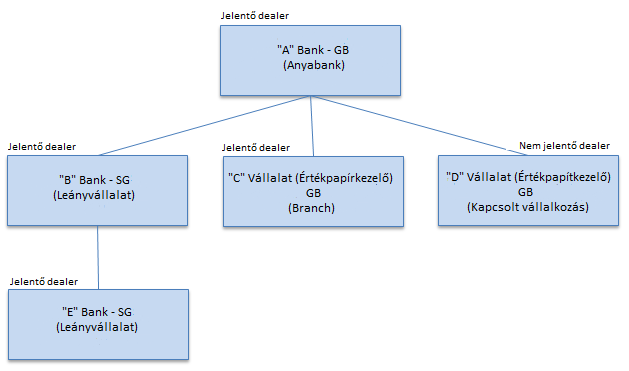 Jelentő dealer
"A" Bank - GB
(Anyabank)
Jelentő dealer
"B" Bank - SG
(Leányvállalat)
Jelentő dealer
"C" Vállalat (Értékpapírkezelő)
GB
(Branch)
Nem jelentő dealer
"D" Vállalat (Értékpapítkezelő)
GB
(Kapcsolt vállalkozás)
Jelentő dealer
"E" Bank - SG
(Leányvállalat)